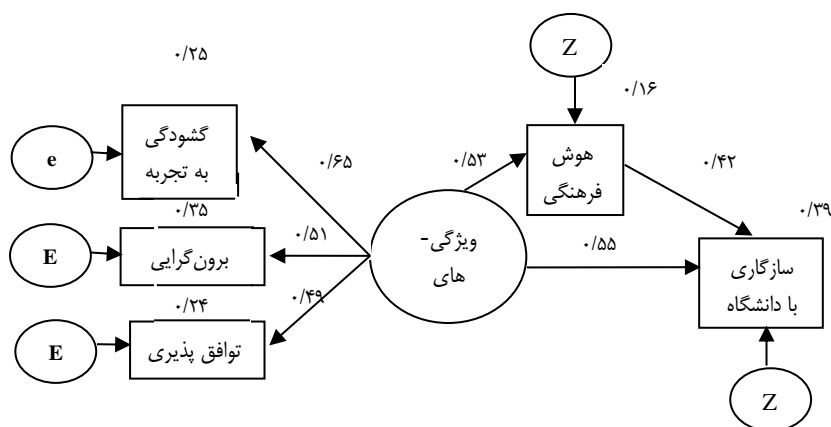 ۰/۲۵
Z
۰/۱۶
e
گشودگی
به تجربه
۰/۶۵
۰/۵۳
هوش
فرهنگی
۰/۴۲
۰/۳۹
۰/۳۵
E
برون‌گرایی
۰/۵۱
ویژگی-
های
۰/۵۵
سازگاری
با دانشگاه
۰/۴۹
۰/۲۴
E
توافق پذیری
Z